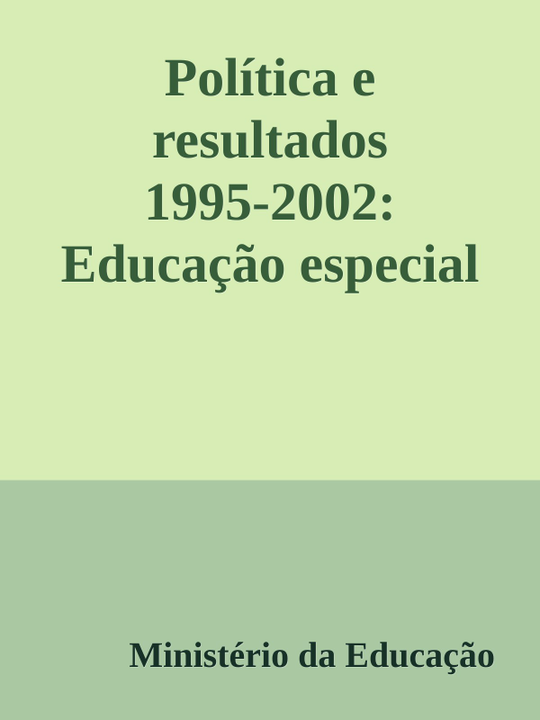 Política e
resultados
1995-2002:
Educação especial
Ministério da Educação